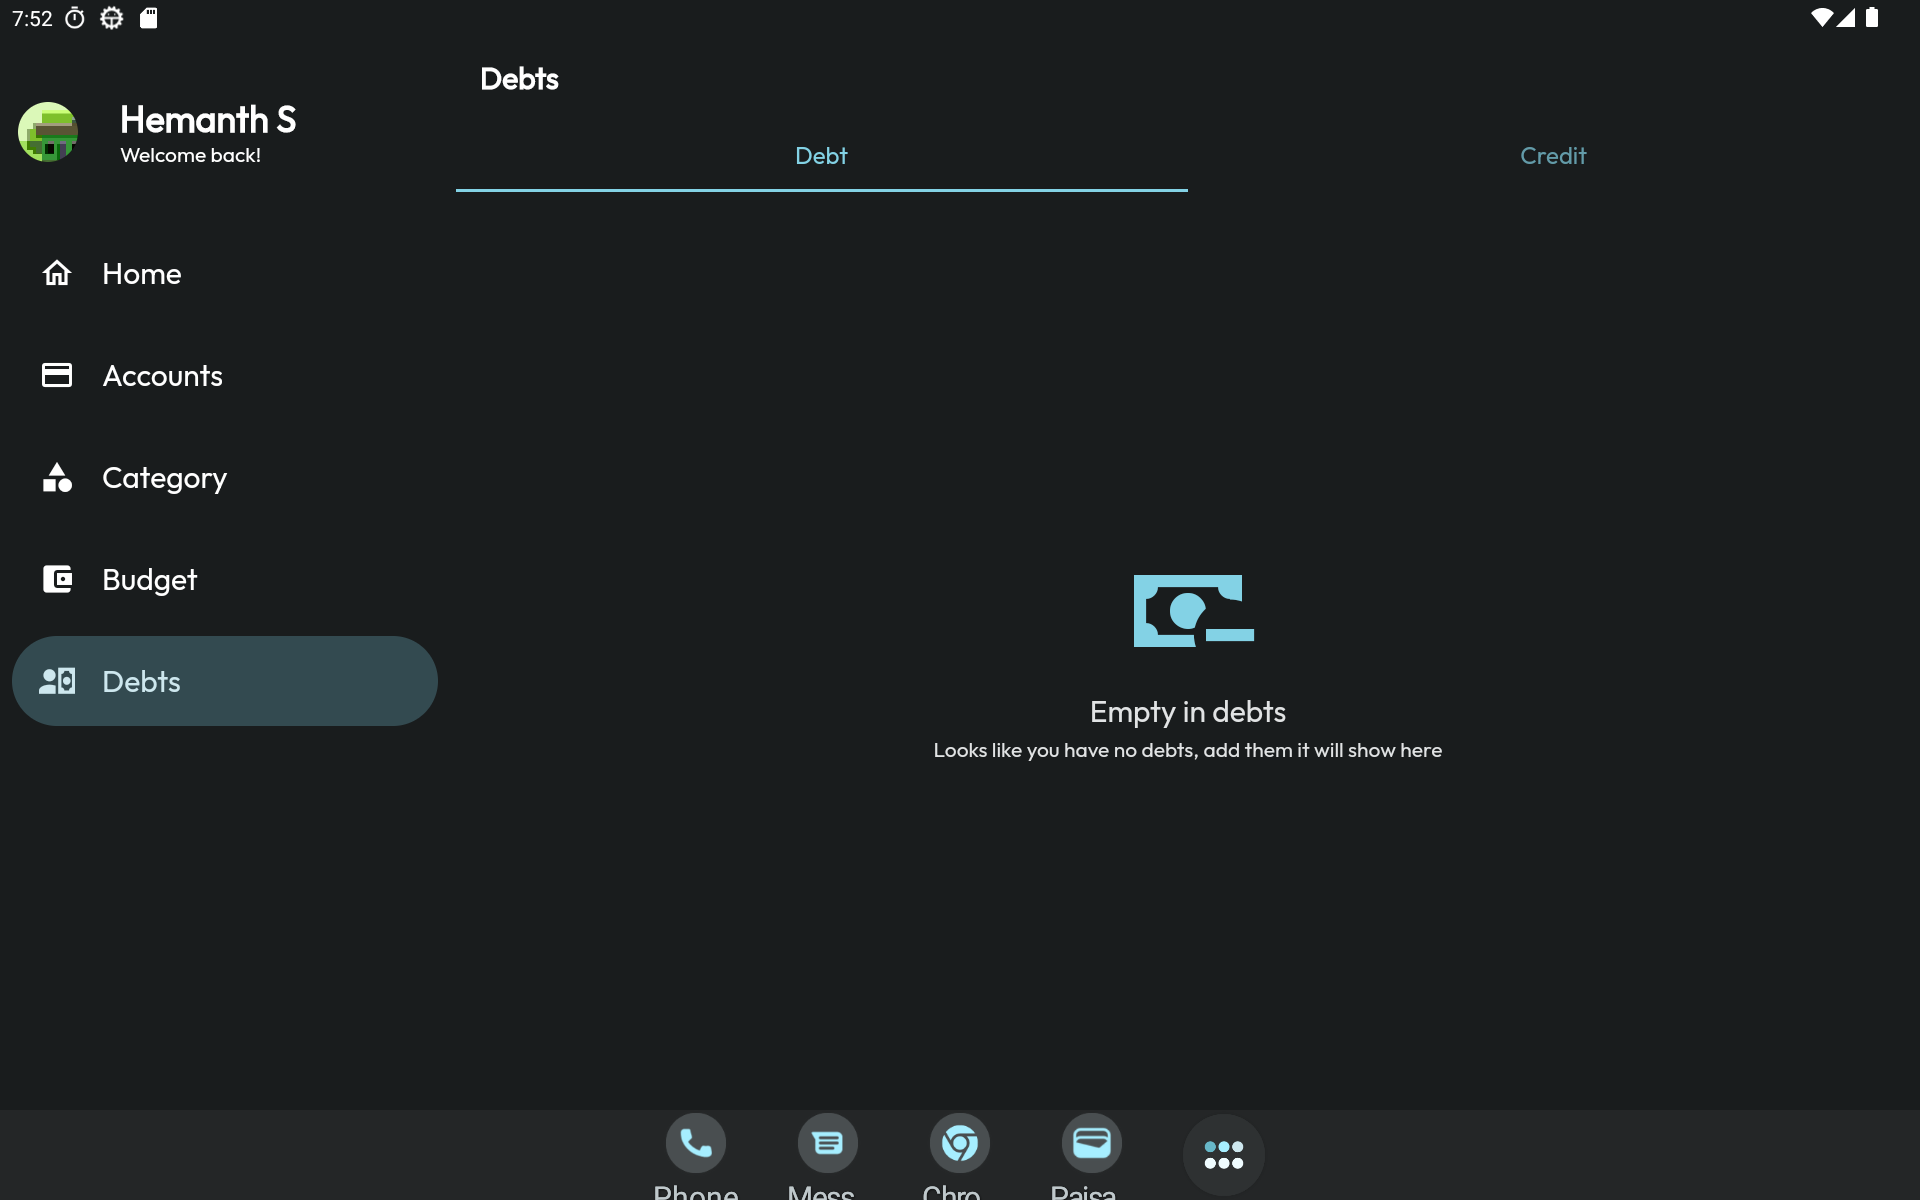 7:52
Hemanth S
Welcome back!
Home
Accounts
Category
Budget
Debts
Debts
Debt
Credit
Empty in debts
Looks like you have no debts, add them it will show here
Phone
Mess
Chro
Paisa